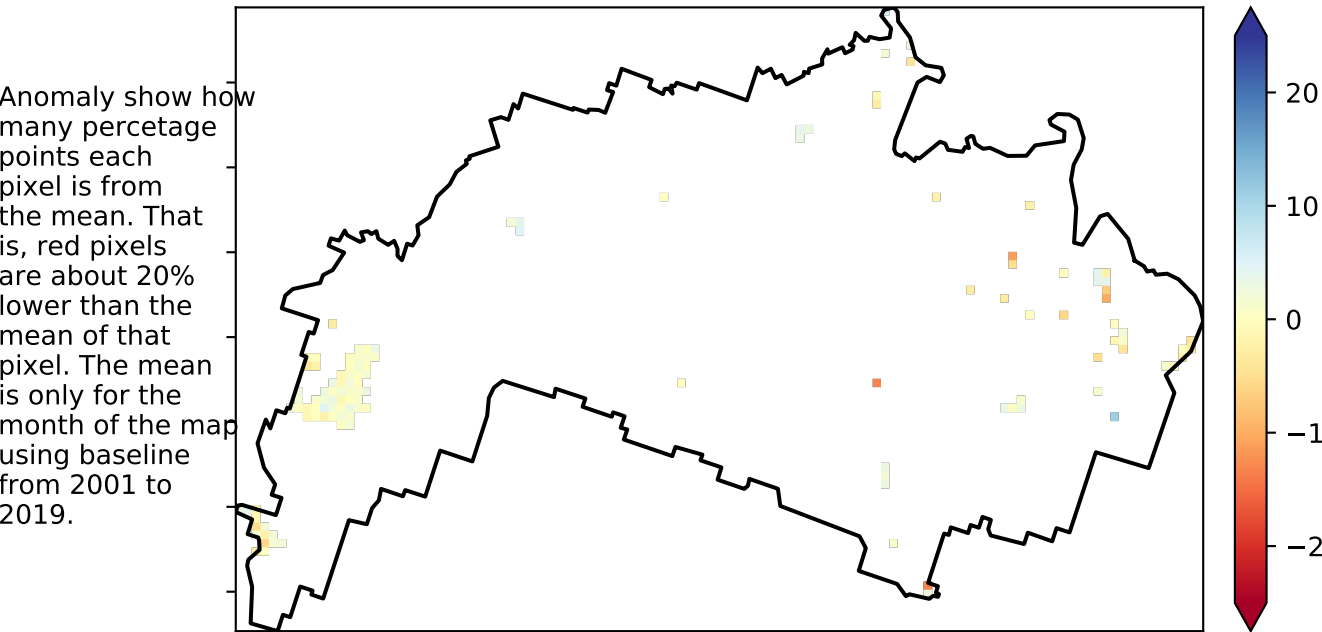 Anomaly show how
many percetage
points each
pixel is from
the mean. That
is, red pixels
are about 20%
lower than the
mean of that
pixel. The mean
is only for the
month of the map
using baseline
from 2001 to
2019.
20
10
0
−1
−2